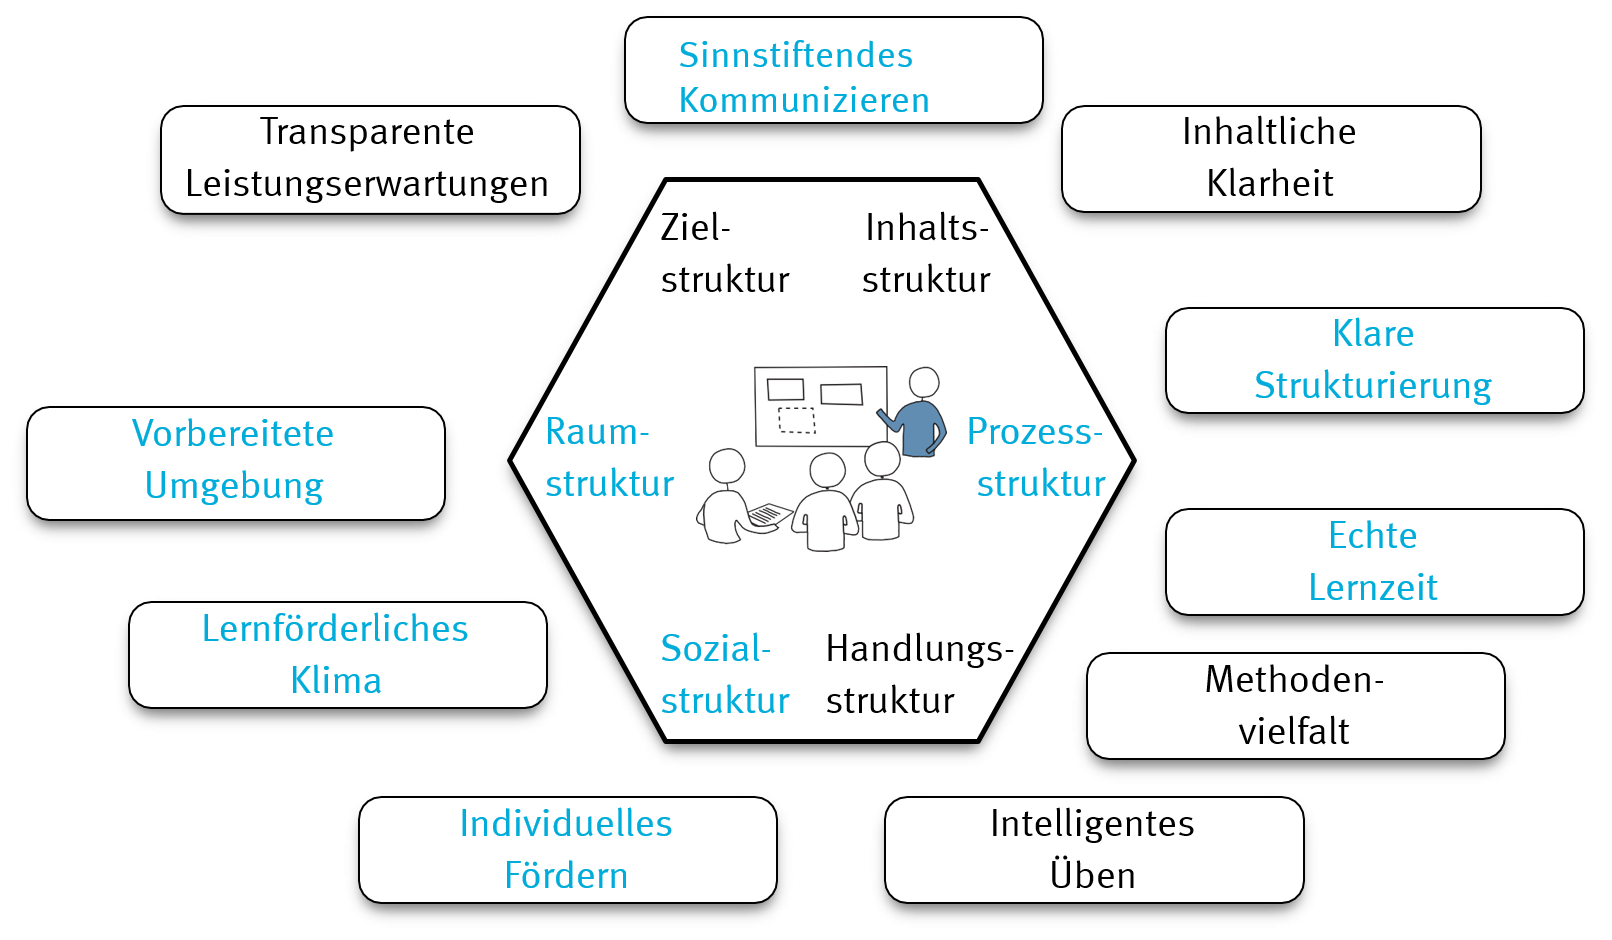 Sinnstiftendes
Kommunizieren
Transparente
Leistungserwartungen
Inhaltliche
Klarheit
Ziel-
struktur
Inhalts-
struktur
Klare
Strukturierung
Vorbereitete
Umgebung
Raum-
struktur
Prozess-
struktur
Echte
Lernzeit
Lernförderliches
Klima
Sozial-
struktur
Handlungs-
struktur
Methoden-
vielfalt
Individuelles
Fördern
Intelligentes
Üben